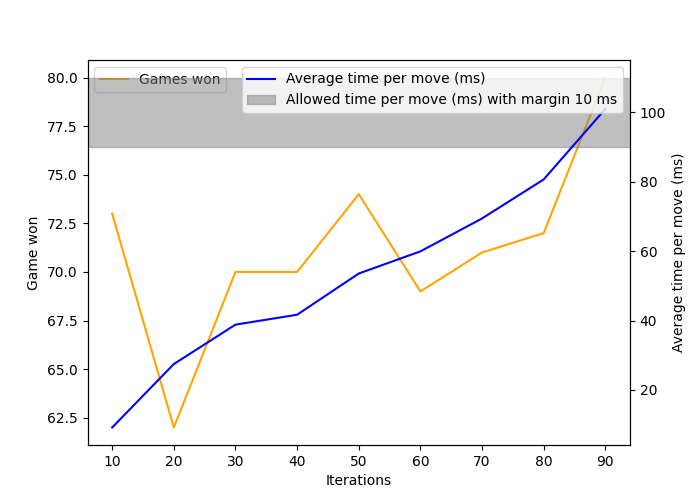 Games won
Average time per move (ms)
Allowed time per move (ms) with margin 10 ms
80.0
77.5
75.0
72.5
70.0
67.5
65.0
62.5
Game won
100
80
60
40
20
Average time per move (ms)
10 20 30 40 50 60 70 80 90
Iterations